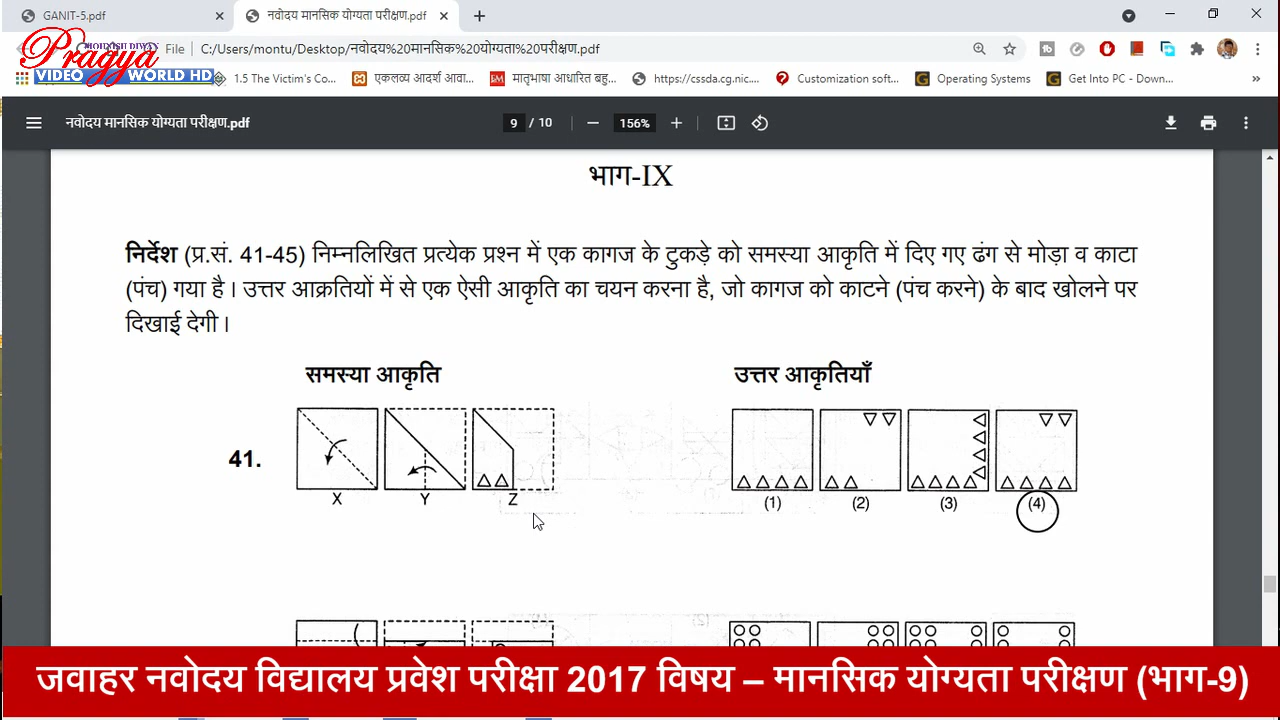 GANIT-5.pdf
नवोदय मानसिक योग्यता परीक्षण.pdf
MOHNISH DIWAN
Pragya
VIDEO WORLD HD
File C:/Users/montu/Desktop/नवोदय%20मानसिक%20योग्यता%20परीक्षण.pdf
1.5 The Victim's Co...
एकलव्य आदर्श आवा...
मातृभाषा आधारित बहु...
https://cssdacg.nic....
Customization soft...
Operating Systems
Get Into PC - Down...
नवोदय मानसिक योग्यता परीक्षण.pdf
9 / 10
156%
भाग-IX
निर्देश (प्र.सं. 41-45) निम्नलिखित प्रत्येक प्रश्न में एक कागज के टुकड़े को समस्या आकृति में दिए गए ढंग से मोड़ा व काटा
(पंच) गया है। उत्तर आक्रतियों में से एक ऐसी आकृति का चयन करना है, जो कागज को काटने (पंच करने) के बाद खोलने पर
दिखाई देगी।
समस्या आकृति
उत्तर आकृतियाँ
41.
X Y Z
(1) (2) (3) (4)
जवाहर नवोदय विद्यालय प्रवेश परीक्षा 2017 विषय – मानसिक योग्यता परीक्षण (भाग-9)